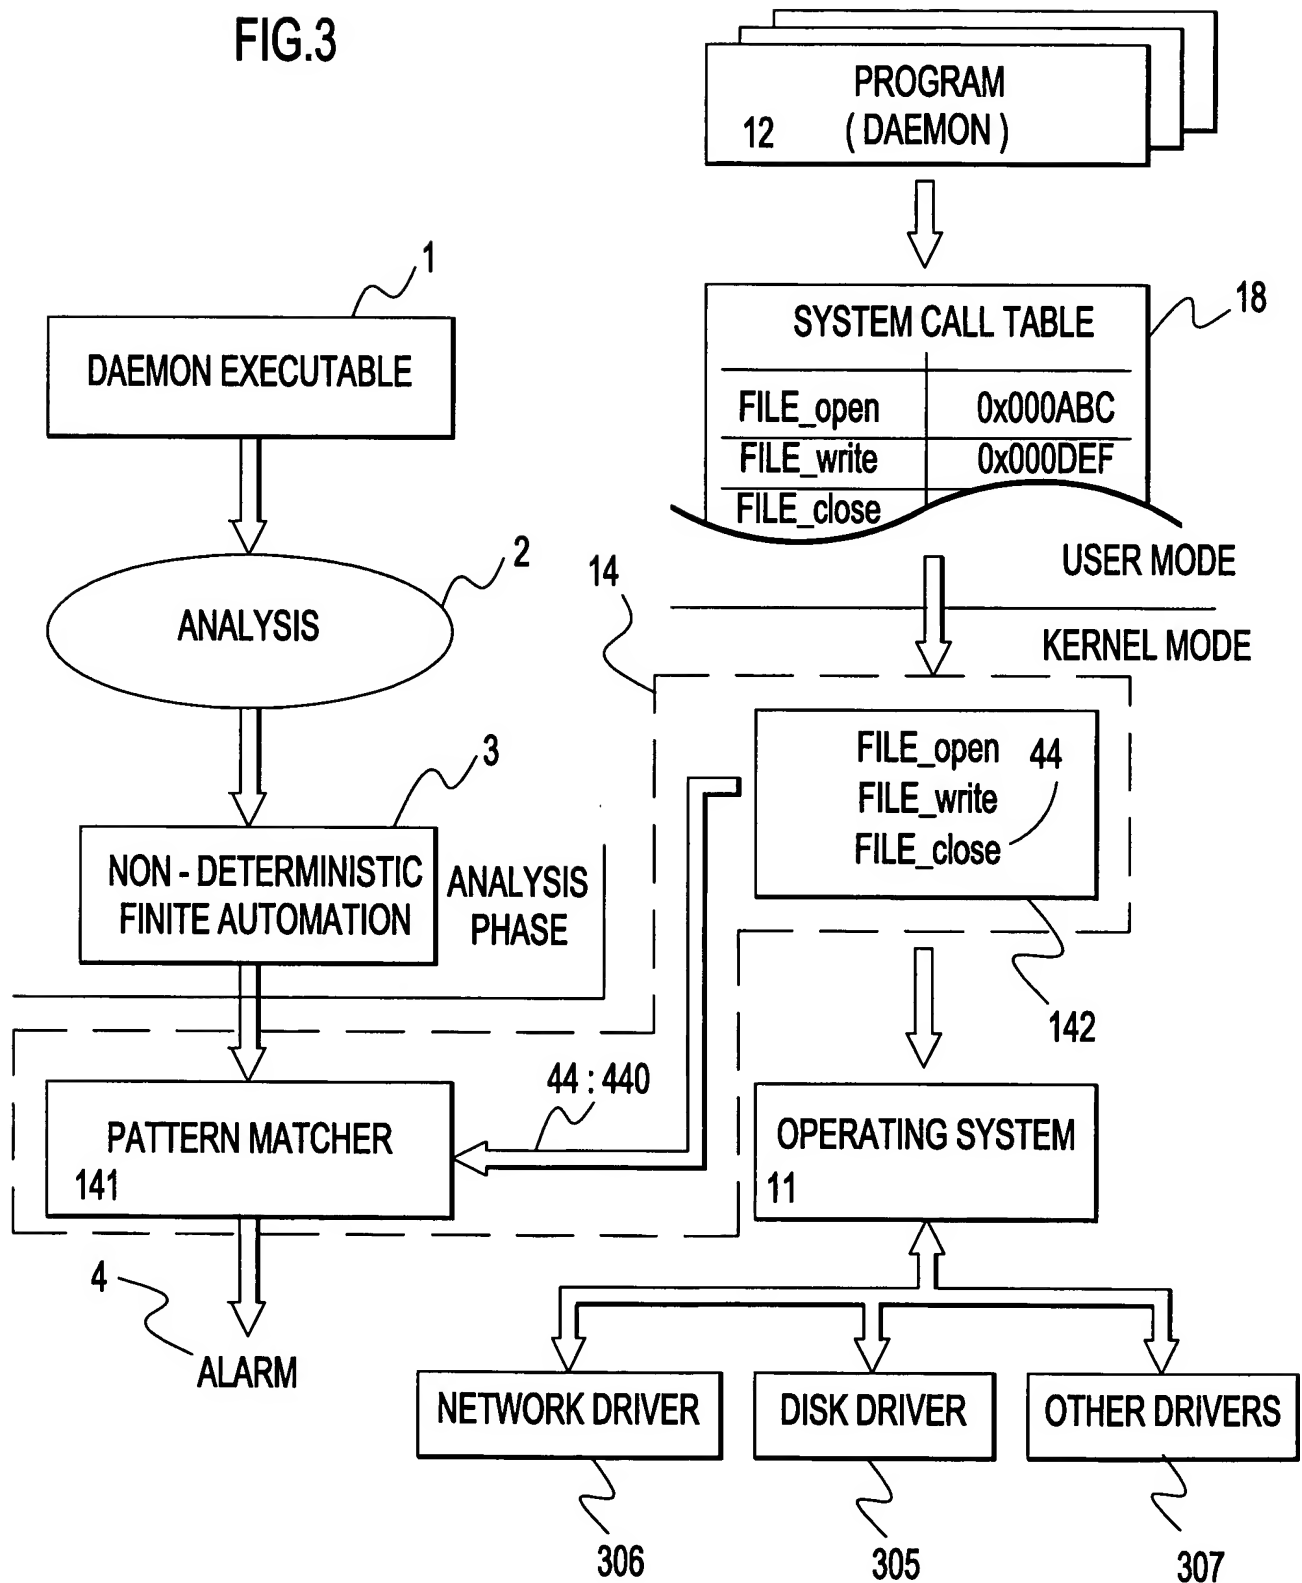 FIG.3
PROGRAM
( DAEMON )
12
1
DAEMON EXECUTABLE
18
SYSTEM CALL TABLE
FILE_open 0x000ABC
FILE_write 0x000DEF
FILE_close
2
ANALYSIS
14
USER MODE
KERNEL MODE
3
NON - DETERMINISTIC
FINITE AUTOMATION
ANALYSIS
PHASE
FILE_open
FILE_write
FILE_close
44
142
44 : 440
PATTERN MATCHER
141
OPERATING SYSTEM
11
4
ALARM
NETWORK DRIVER
DISK DRIVER
OTHER DRIVERS
306
305
307